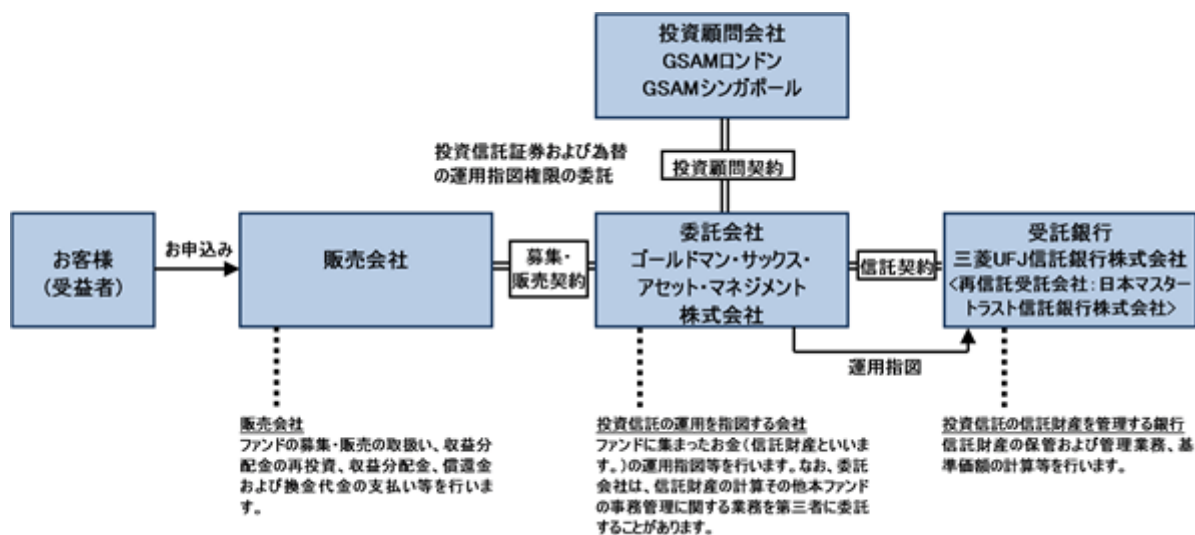 投資顧問会社
GSAMロンドン
GSAMシンガポール
投資信託証券および為替
の運用指図権限の委託
投資顧問契約
お客様
(受益者)
お申込み
販売会社
募集・
販売契約
委託会社
ゴールドマン・サックス・
アセット・マネジメント
株式会社
信託契約
受託銀行
三菱UFJ信託銀行株式会社
<再信託受託会社:日本マスター
トラスト信託銀行株式会社>
運用指図
販売会社
ファンドの募集・販売の取扱い、収益分
配金の再投資、収益分配金、償還金
および換金代金の支払い等を行いま
す。
投資信託の運用を指図する会社
ファンドに集まったお金(信託財産といいま
す。)の運用指図等を行います。なお、委託
会社は、信託財産の計算その他本ファンド
の事務管理に関する業務を第三者に委託
することがあります。
投資信託の信託財産を管理する銀行
信託財産の保管および管理業務、基
準価額の計算等を行います。